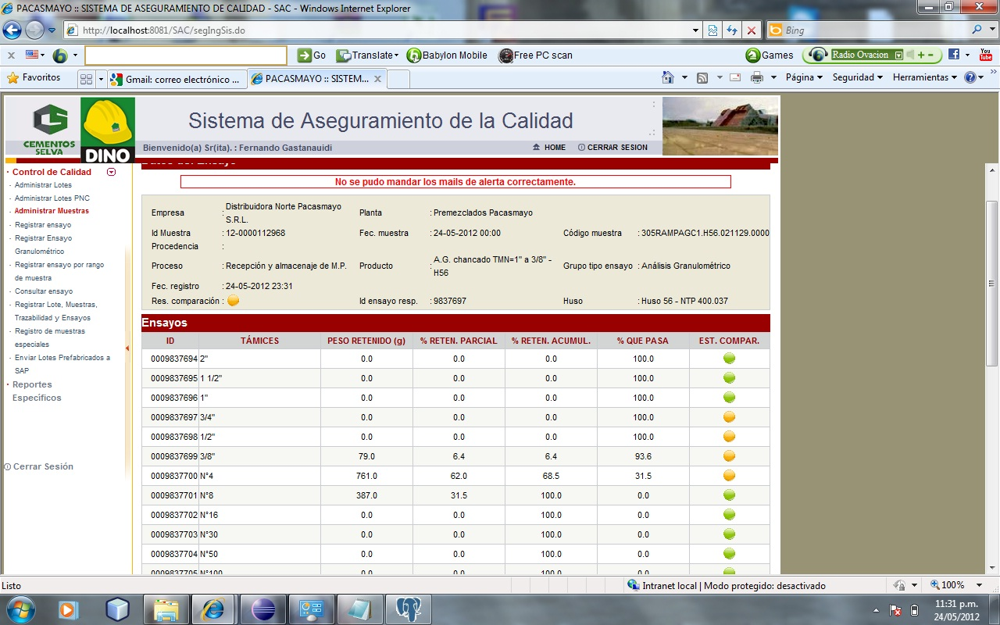 PACASMAYO :: SISTEMA DE ASEGURAMIENTO DE CALIDAD - SAC - Windows Internet Explorer
http://localhost:8081/SAC/segIngSis.do
Bing
Go
Translate
Babylon Mobile
Free PC scan
Games
Radio Ovacion
You Tube
Favoritos
Gmail: correo electrónico ...
PACASMAYO :: SISTEM...
Página
Seguridad
Herramientas
CEMENTOS SELVA
DINO
Sistema de Aseguramiento de la Calidad
Bienvenido(a) Sr(ita). : Fernando Gastanauidi
HOME
CERRAR SESION
Control de Calidad
Administrar Lotes
Administrar Lotes PNC
Administrar Muestras
Registrar ensayo
Registrar Ensayo
Granulométrico
Registrar ensayo por rango
de muestra
Consultar ensayo
Registrar Lote, Muestras,
Trazabilidad y Ensayos
Registro de muestras
especiales
Enviar Lotes Prefabricados a
SAP
Reportes
Específicos
Cerrar Sesión
Datos del Ensayo
No se pudo mandar los mails de alerta correctamente.
Empresa : Distribuidora Norte Pacasmayo S.R.L. Planta : Premezclados Pacasmayo
Id Muestra : 12-0000112968 Fec. muestra : 24-05-2012 00:00 Código muestra : 305RAMPAGC1.H56.021129.0000
Procedencia :
Proceso : Recepción y almacenaje de M.P. Producto : A.G. chancado TMN=1" a 3/8" - H56 Grupo tipo ensayo : Análisis Granulométrico
Fec. registro : 24-05-2012 23:31
Res. comparación : Id ensayo resp. : 9837697 Huso : Huso 56 - NTP 400.037
Ensayos
ID TÁMICES PESO RETENIDO (g) % RETEN. PARCIAL % RETEN. ACUMUL. % QUE PASA EST. COMPAR.
0009837694 2" 0.0 0.0 0.0 100.0
0009837695 1 1/2" 0.0 0.0 0.0 100.0
0009837696 1" 0.0 0.0 0.0 100.0
0009837697 3/4" 0.0 0.0 0.0 100.0
0009837698 1/2" 0.0 0.0 0.0 100.0
0009837699 3/8" 79.0 6.4 6.4 93.6
0009837700 N°4 761.0 62.0 68.5 31.5
0009837701 N°8 387.0 31.5 100.0 0.0
0009837702 N°16 0.0 0.0 100.0 0.0
0009837703 N°30 0.0 0.0 100.0 0.0
0009837704 N°50 0.0 0.0 100.0 0.0
0009837705 N°100 0.0 0.0 100.0 0.0
Listo
Intranet local | Modo protegido: desactivado
100%
11:31 p.m.
24/05/2012